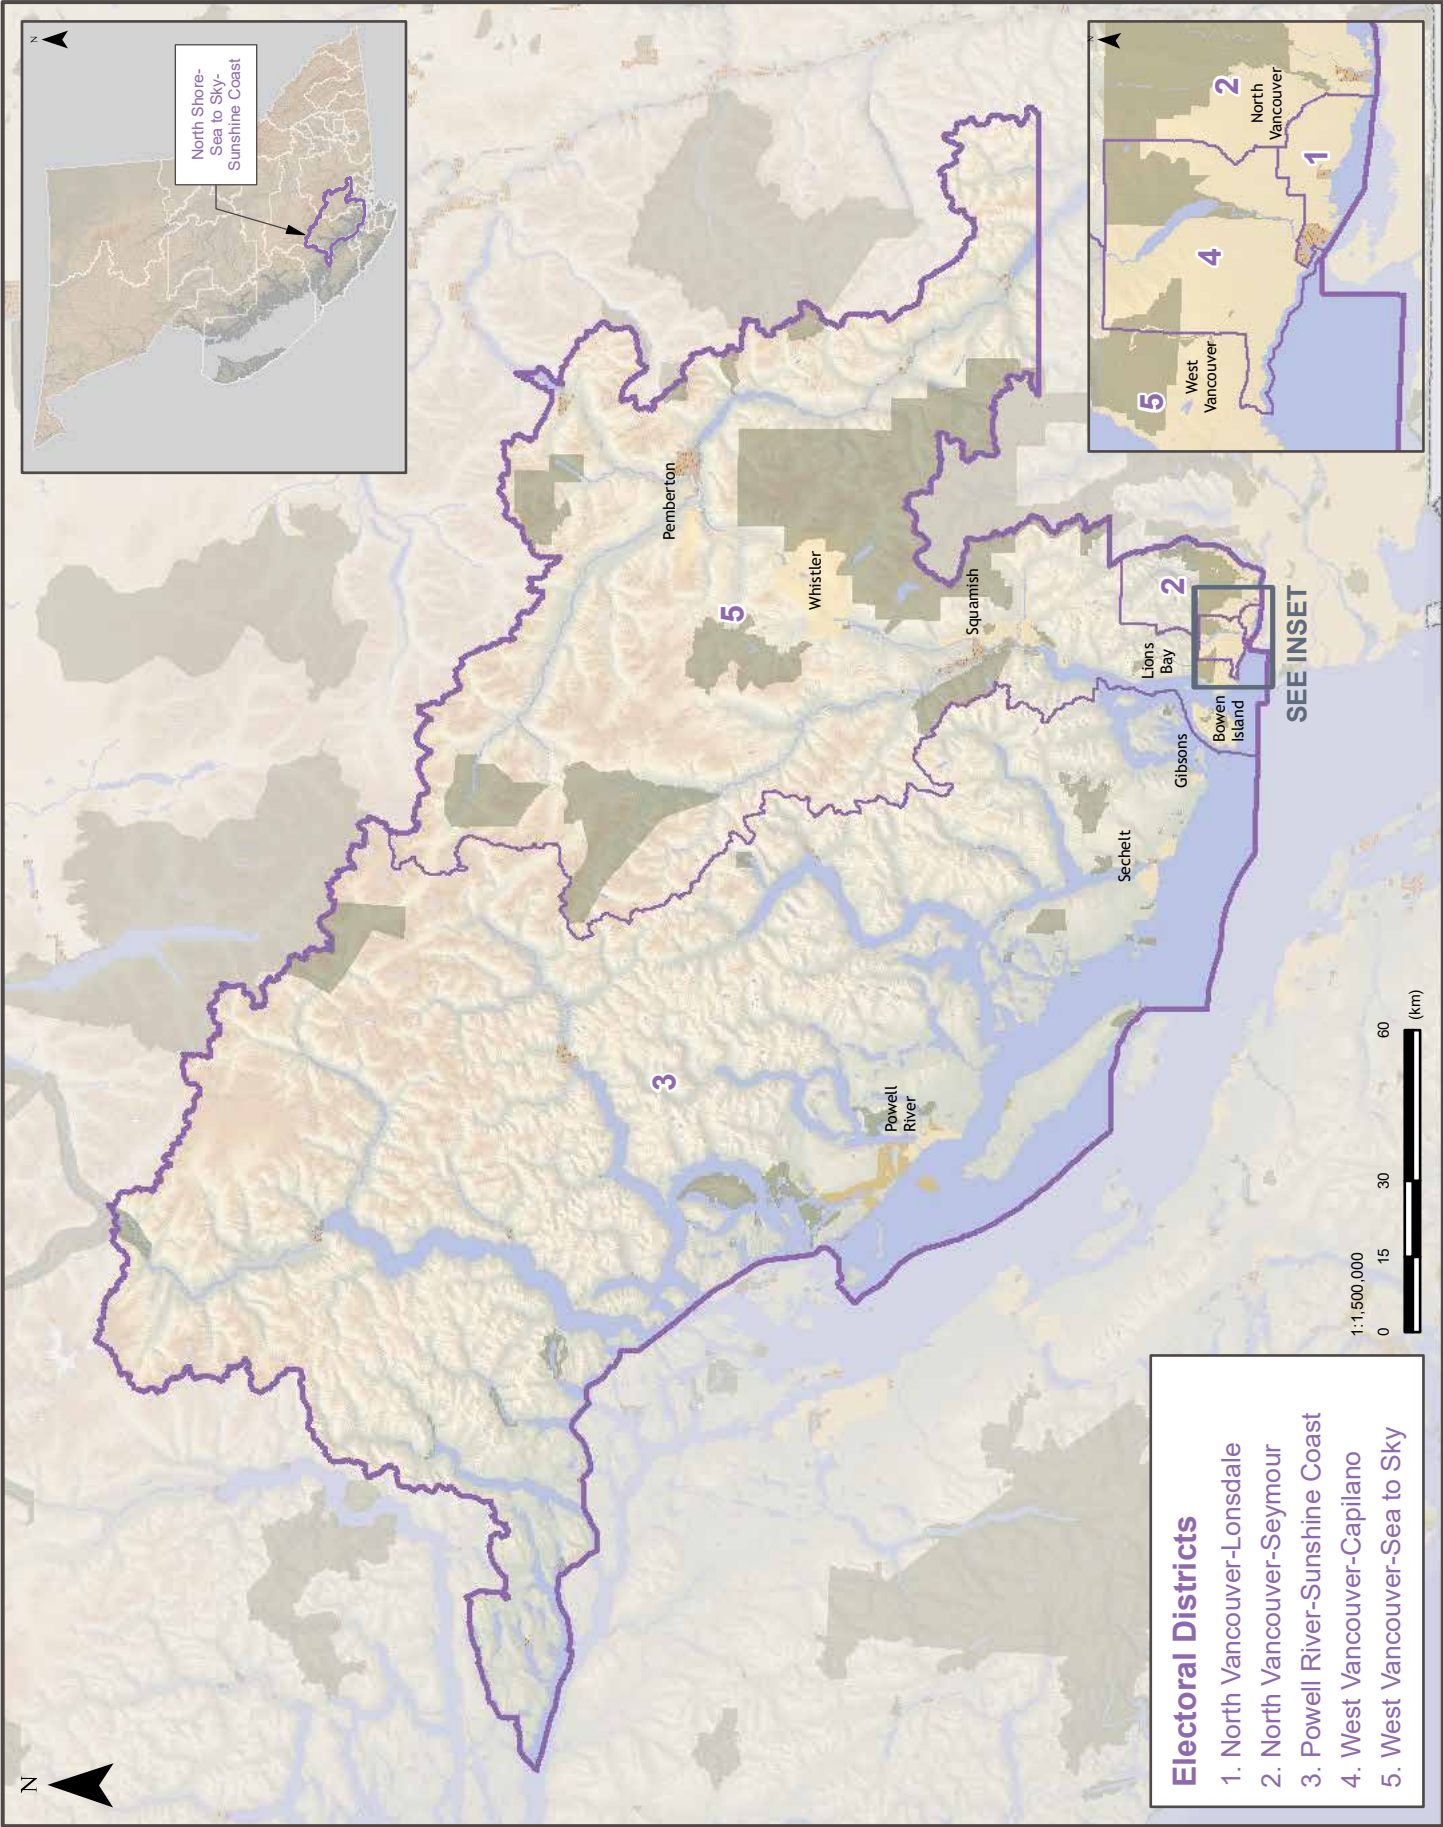 N
N
North Shore-
Sea to Sky-
Sunshine Coast
Pemberton
5
Whistler
Squamish
3
2
Lions
Bay
Bowen
Island
Gibsons
Sechelt
Powell
River
SEE INSET
N
5
West
Vancouver
4
2
North
Vancouver
1
Electoral Districts
1. North Vancouver-Lonsdale
2. North Vancouver-Seymour
3. Powell River-Sunshine Coast
4. West Vancouver-Capilano
5. West Vancouver-Sea to Sky
1:1,500,000
0 15 30 60
(km)